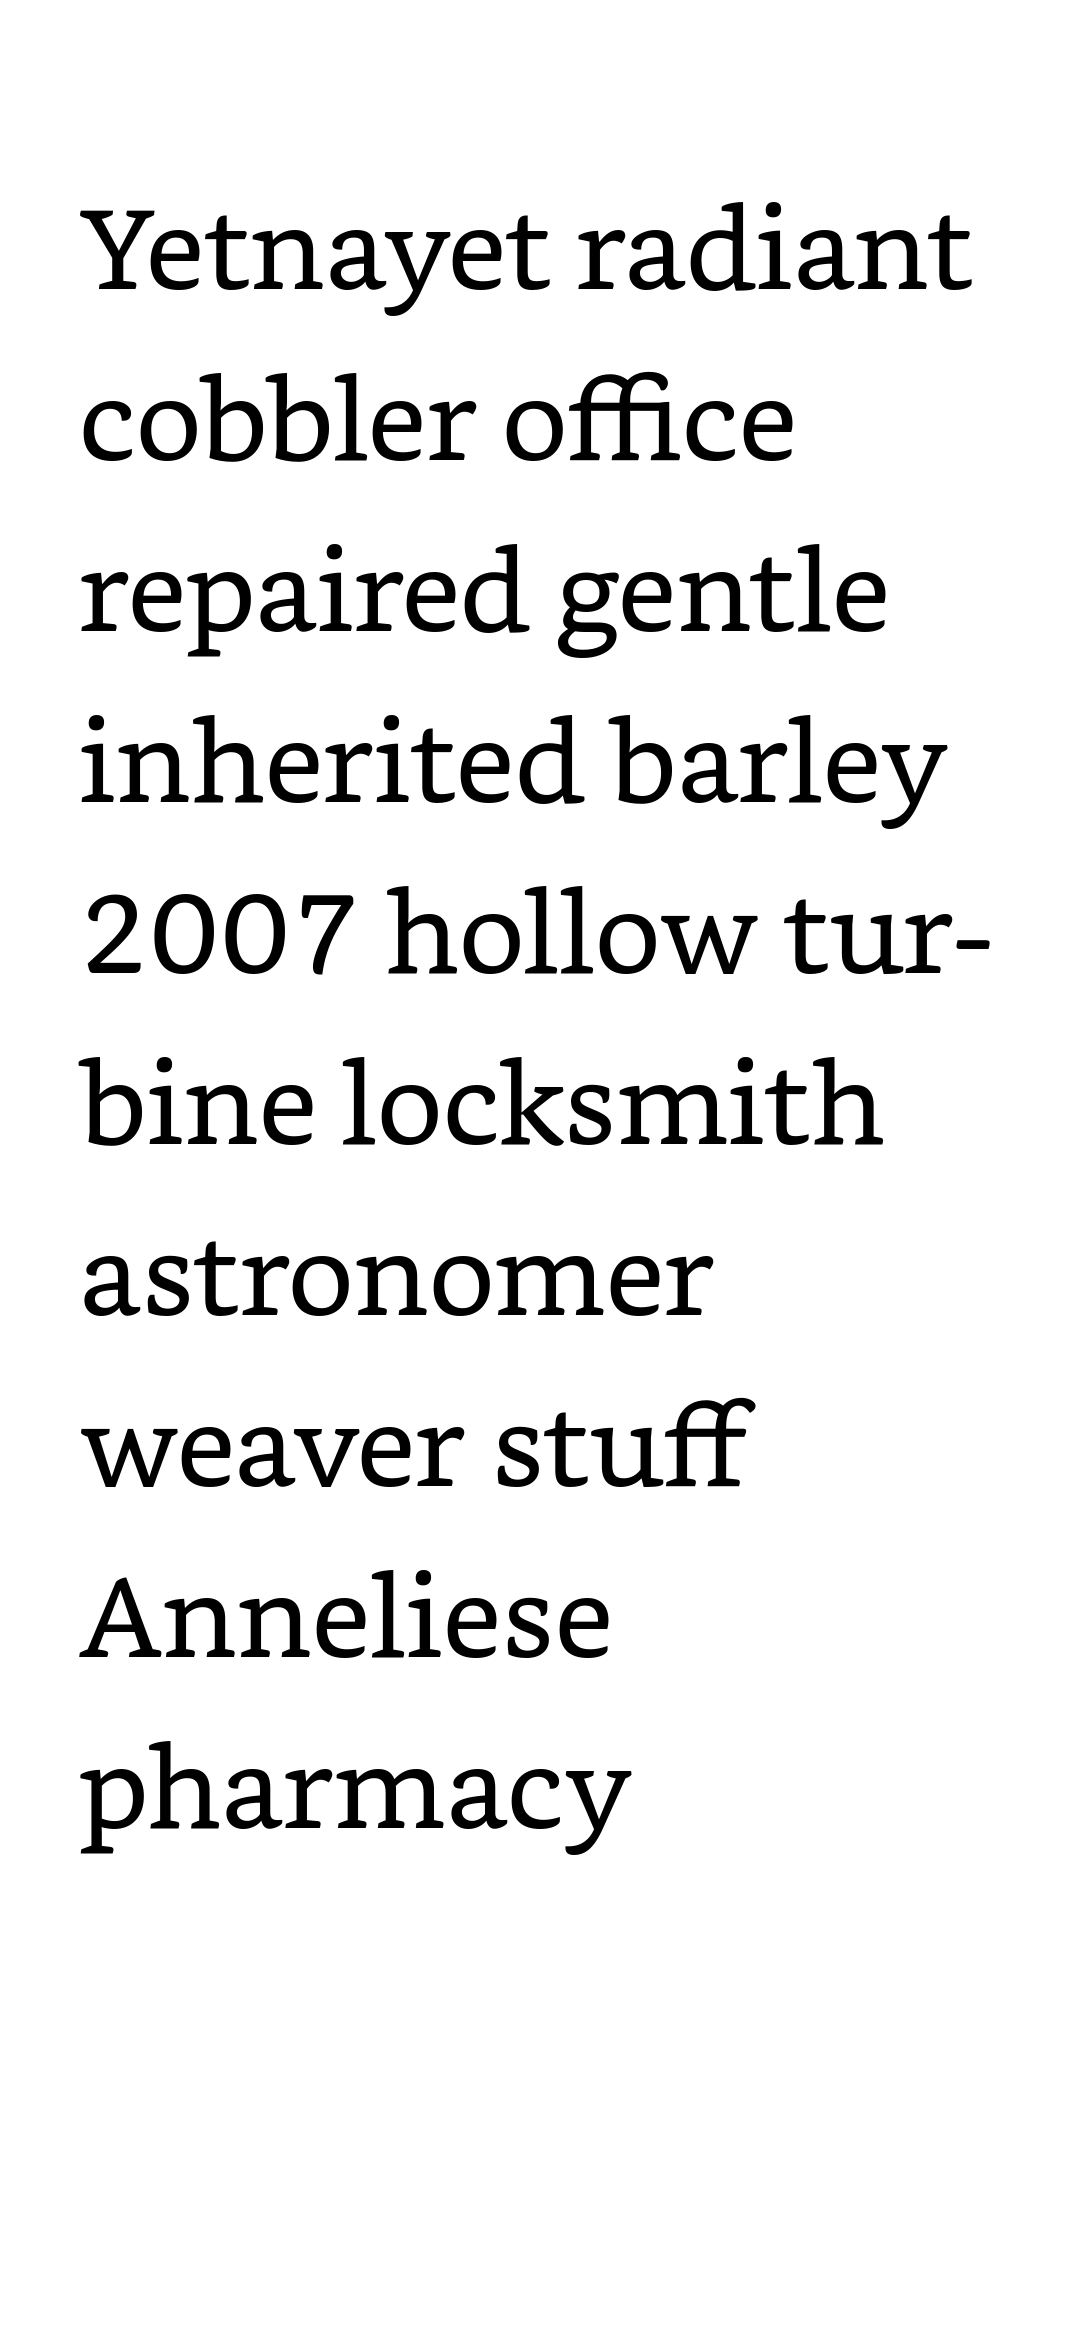 Yetnayet radiant
cobbler office
repaired gentle
inherited barley
2007 hollow tur-
bine locksmith
astronomer
weaver stuff
Anneliese
pharmacy